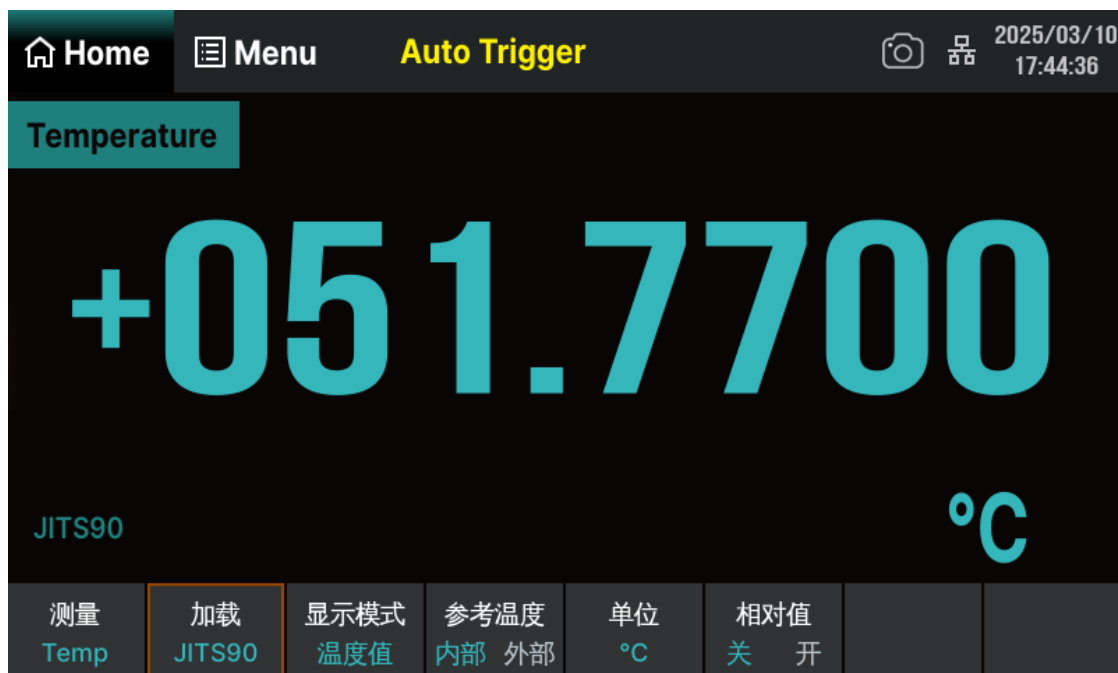 Home Menu Auto Trigger 2025/03/10
17:44:36
Temperature
+051.7700
°C
JITS90
测量 加载 显示模式 参考温度 单位 相对值
Temp JITS90 温度值 内部 外部 °C 关 开